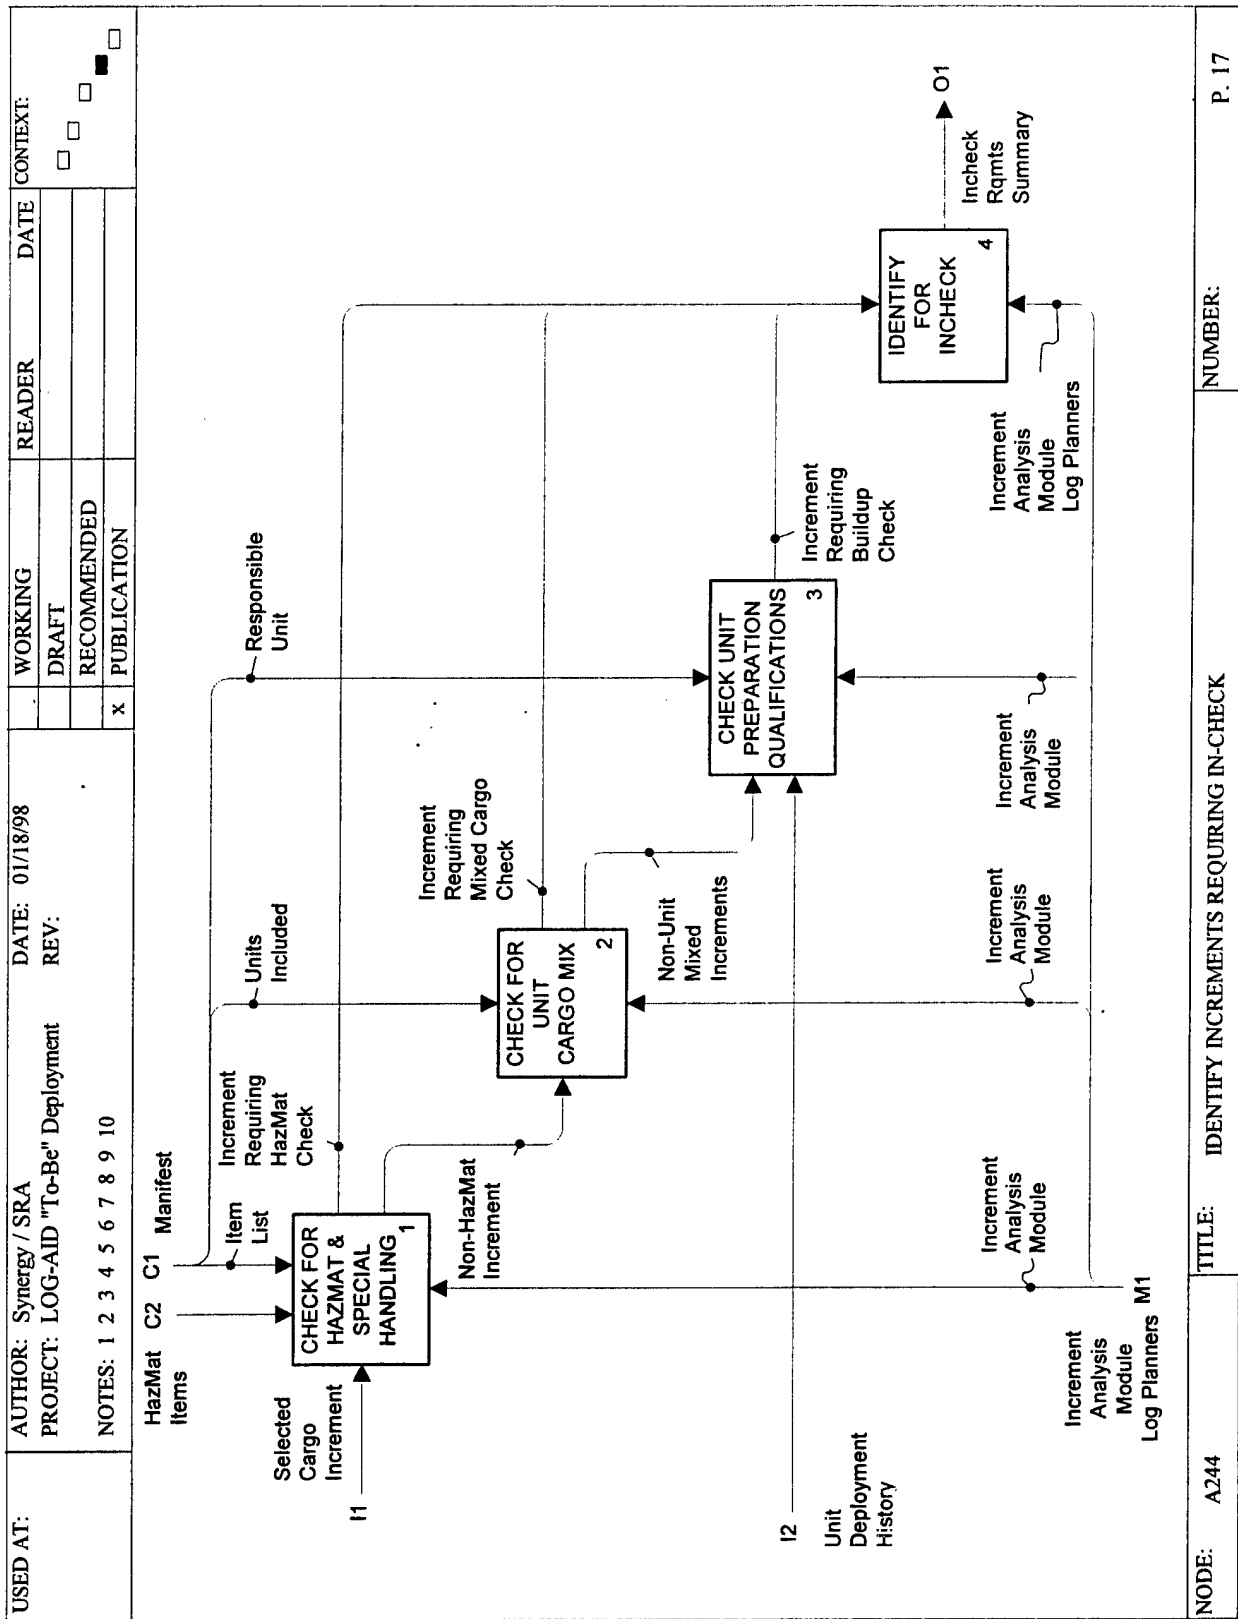 USED AT:
AUTHOR: Synergy / SRA
DATE: 01/18/98
PROJECT: LOG-AID "To-Be" Deployment
REV:
NOTES: 1 2 3 4 5 6 7 8 9 10
WORKING
DRAFT
RECOMMENDED
x PUBLICATION
READER
DATE
CONTEXT:
HazMat
Items
C2
C1
Manifest
Item
List
Units
Included
Responsible
Unit
Selected
Cargo
Increment
I1
CHECK FOR
HAZMAT &
SPECIAL
HANDLING
1
Increment
Requiring
HazMat
Check
Non-HazMat
Increment
CHECK FOR
UNIT
CARGO MIX
2
Increment
Requiring
Mixed Cargo
Check
Non-Unit
Mixed
Increments
CHECK UNIT
PREPARATION
QUALIFICATIONS
3
Increment
Requiring
Buildup
Check
IDENTIFY
FOR
INCHECK
4
Incheck
Rqmts
Summary
O1
I2
Unit
Deployment
History
Increment
Analysis
Module
Log Planners
M1
Increment
Analysis
Module
Increment
Analysis
Module
Increment
Analysis
Module
Increment
Analysis
Module
Log Planners
NODE:
A244
TITLE:
IDENTIFY INCREMENTS REQUIRING IN-CHECK
NUMBER:
P. 17